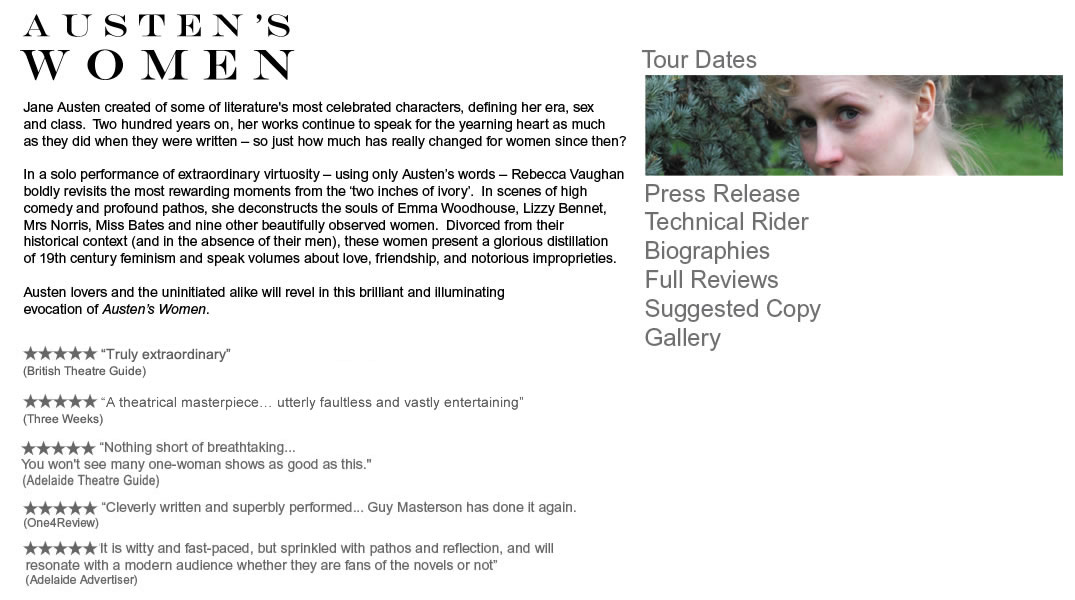 AUSTEN'S
WOMEN
Jane Austen created of some of literature's most celebrated characters, defining her era, sex
and class.  Two hundred years on, her works continue to speak for the yearning heart as much
as they did when they were written – so just how much has really changed for women since then?
In a solo performance of extraordinary virtuosity – using only Austen's words – Rebecca Vaughan
boldly revisits the most rewarding moments from the 'two inches of ivory'.  In scenes of high
comedy and profound pathos, she deconstructs the souls of Emma Woodhouse, Lizzy Bennet,
Mrs Norris, Miss Bates and nine other beautifully observed women.  Divorced from their
historical context (and in the absence of their men), these women present a glorious distillation
of 19th century feminism and speak volumes about love, friendship, and notorious improprieties.
Austen lovers and the uninitiated alike will revel in this brilliant and illuminating
evocation of Austen's Women.
★★★★★ “Truly extraordinary”
(British Theatre Guide)
★★★★★ “A theatrical masterpiece… utterly faultless and vastly entertaining”
(Three Weeks)
★★★★★ “Nothing short of breathtaking...
You won't see many one-woman shows as good as this."
(Adelaide Theatre Guide)
★★★★★ “Cleverly written and superbly performed... Guy Masterson has done it again.
(One4Review)
★★★★★ It is witty and fast-paced, but sprinkled with pathos and reflection, and will
resonate with a modern audience whether they are fans of the novels or not”
(Adelaide Advertiser)
Tour Dates
Press Release
Technical Rider
Biographies
Full Reviews
Suggested Copy
Gallery